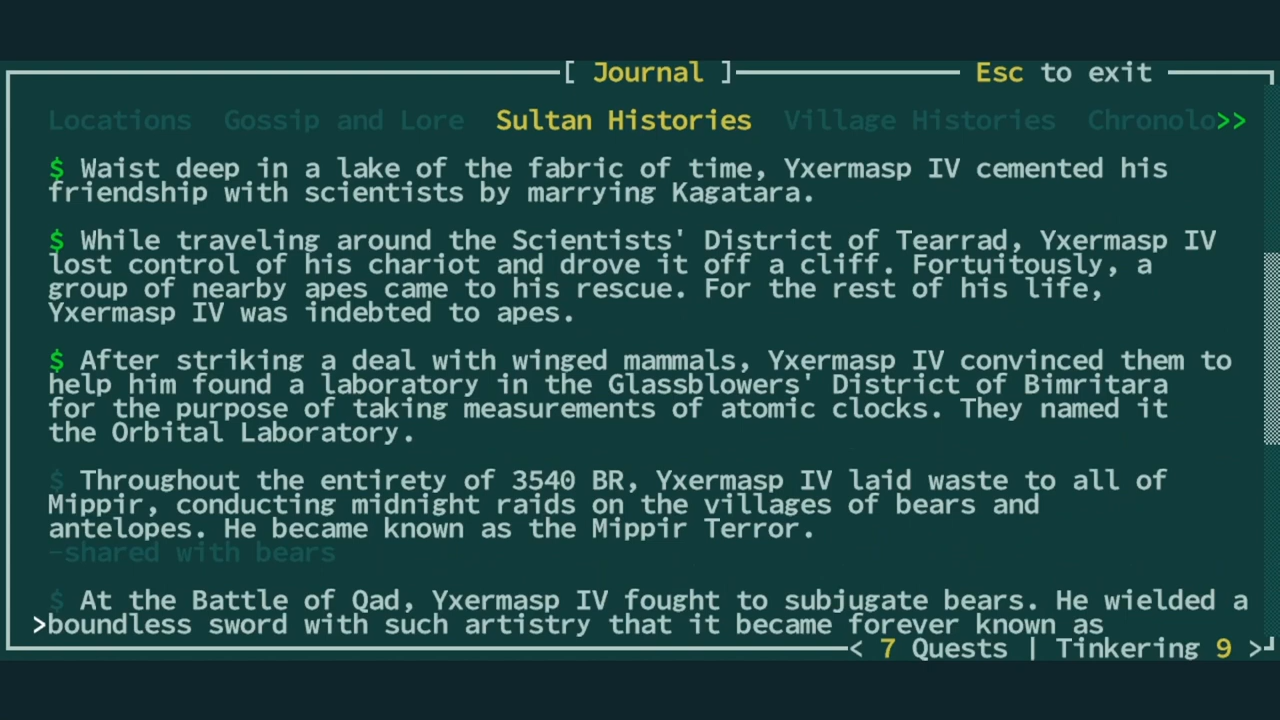 [ Journal ] Esc to exit
Locations Gossip and Lore Sultan Histories Village Histories Chronolo>>
$ Waist deep in a lake of the fabric of time, Yxermasp IV cemented his
friendship with scientists by marrying Kagatara.
$ While traveling around the Scientists' District of Tearrad, Yxermasp IV
lost control of his chariot and drove it off a cliff. Fortuitously, a
group of nearby apes came to his rescue. For the rest of his life,
Yxermasp IV was indebted to apes.
$ After striking a deal with winged mammals, Yxermasp IV convinced them to
help him found a laboratory in the Glassblowers' District of Bimritara
for the purpose of taking measurements of atomic clocks. They named it
the Orbital Laboratory.
$ Throughout the entirety of 3540 BR, Yxermasp IV laid waste to all of
Mippir, conducting midnight raids on the villages of bears and
antelopes. He became known as the Mippir Terror.
-shared with bears
$ At the Battle of Qad, Yxermasp IV fought to subjugate bears. He wielded a
>boundless sword with such artistry that it became forever known as
< 7 Quests | Tinkering 9 >